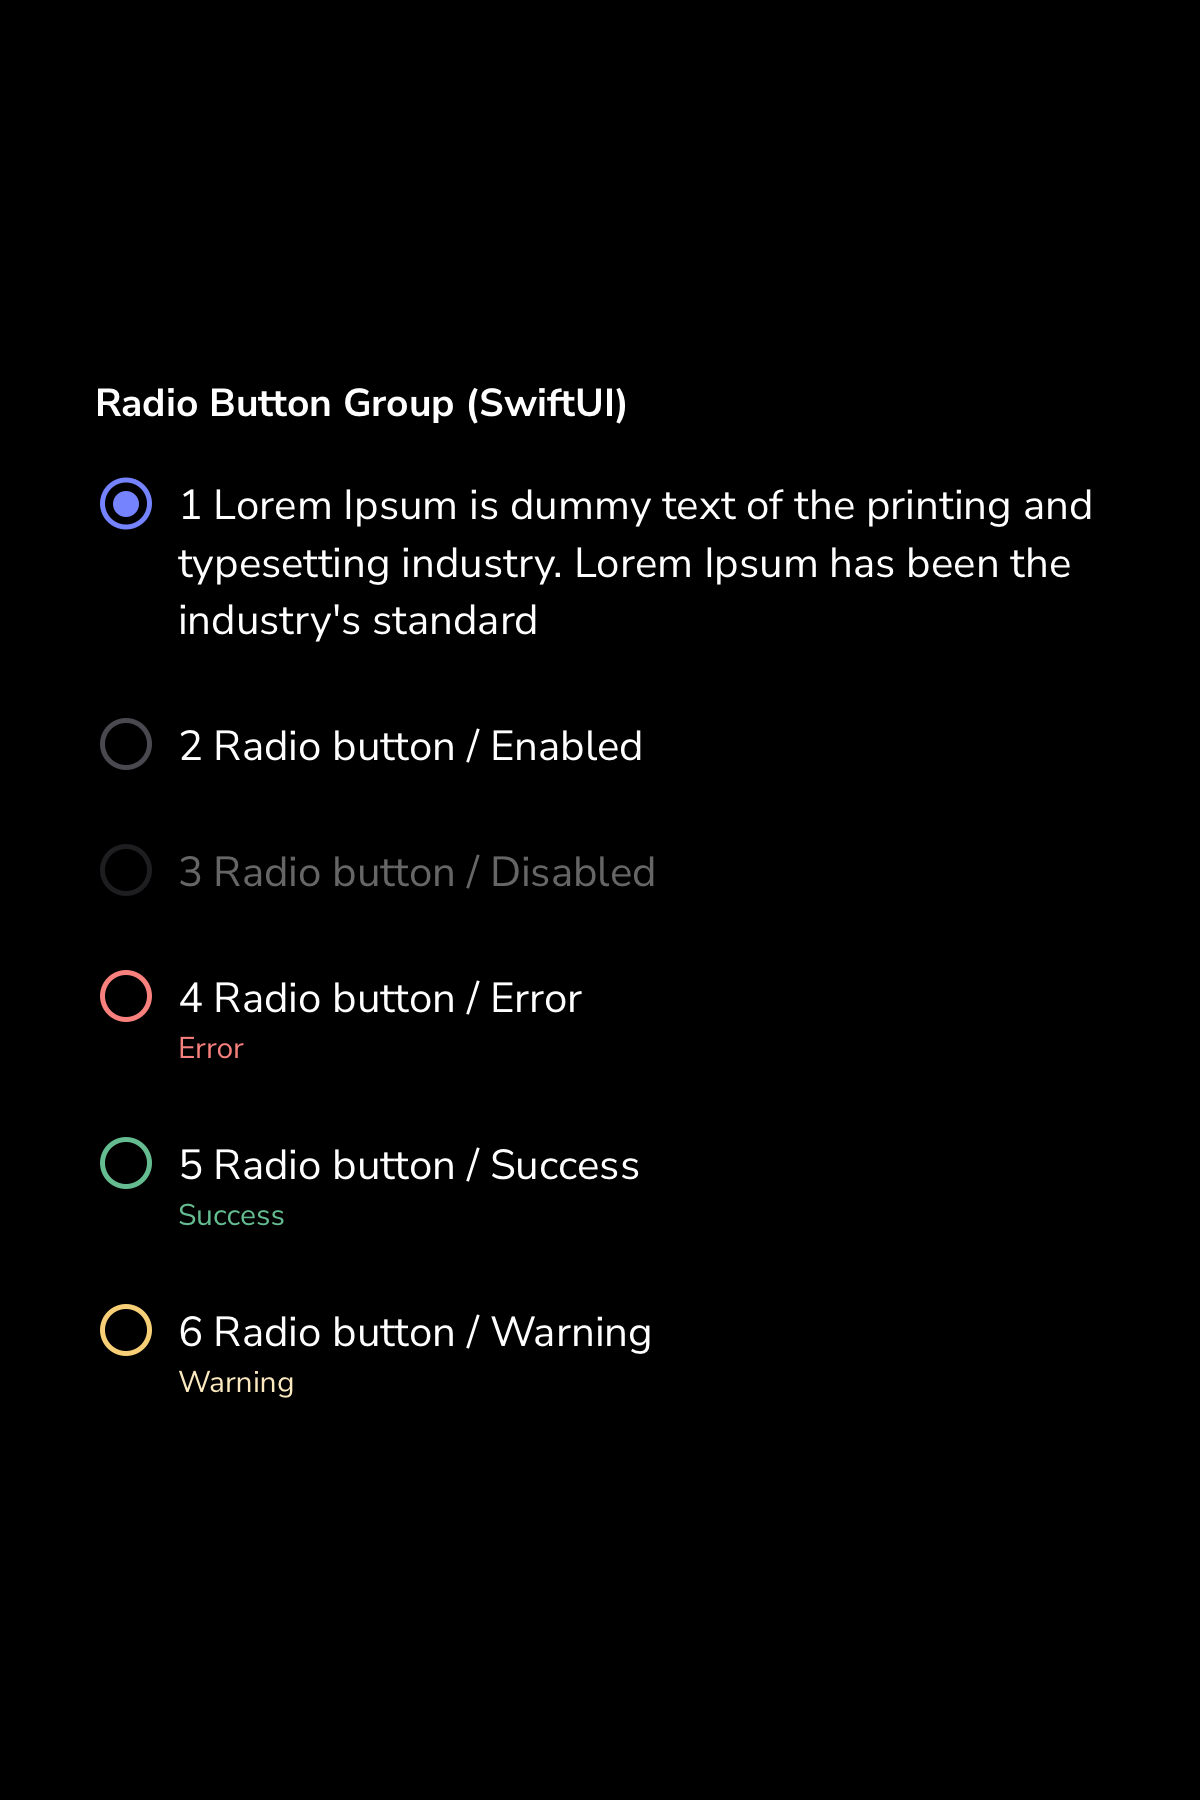 Radio Button Group (SwiftUI)
1 Lorem Ipsum is dummy text of the printing and
typesetting industry. Lorem Ipsum has been the
industry's standard
2 Radio button / Enabled
3 Radio button / Disabled
4 Radio button / Error
Error
5 Radio button / Success
Success
6 Radio button / Warning
Warning